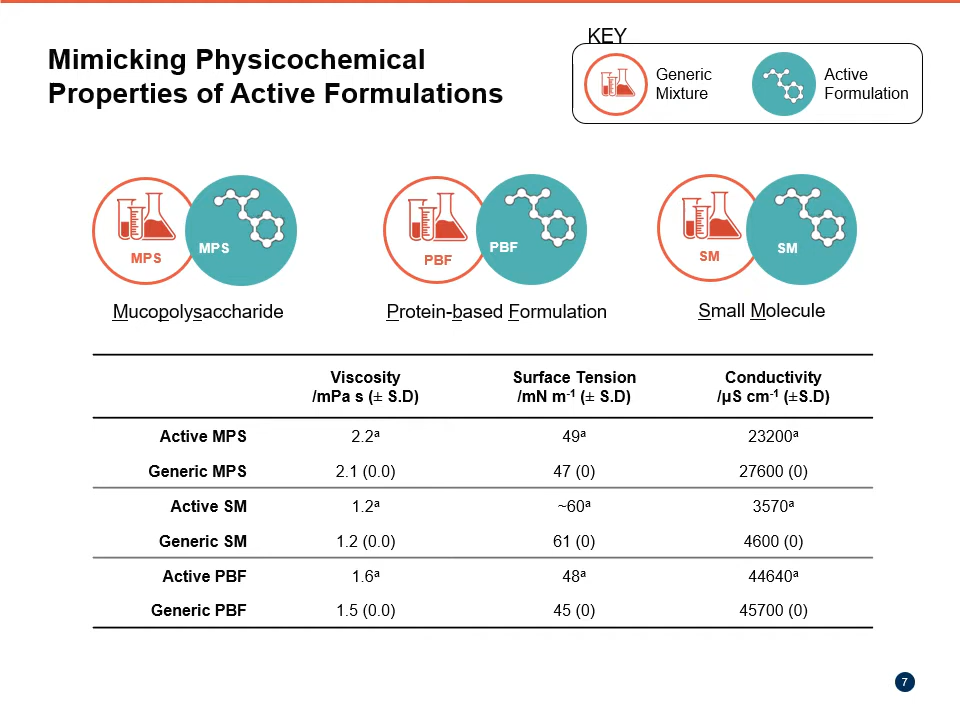 Mimicking Physicochemical
Properties of Active Formulations
KEY
Generic
Mixture
Active
Formulation
MPS
MPS
PBF
PBF
SM
SM
Mucopolysaccharide
Protein-based Formulation
Small Molecule
Viscosity Surface Tension Conductivity
/mPa s (± S.D) /mN m⁻¹ (± S.D) /µS cm⁻¹ (±S.D)
Active MPS 2.2ᵃ 49ᵃ 23200ᵃ
Generic MPS 2.1 (0.0) 47 (0) 27600 (0)
Active SM 1.2ᵃ ~60ᵃ 3570ᵃ
Generic SM 1.2 (0.0) 61 (0) 4600 (0)
Active PBF 1.6ᵃ 48ᵃ 44640ᵃ
Generic PBF 1.5 (0.0) 45 (0) 45700 (0)
7